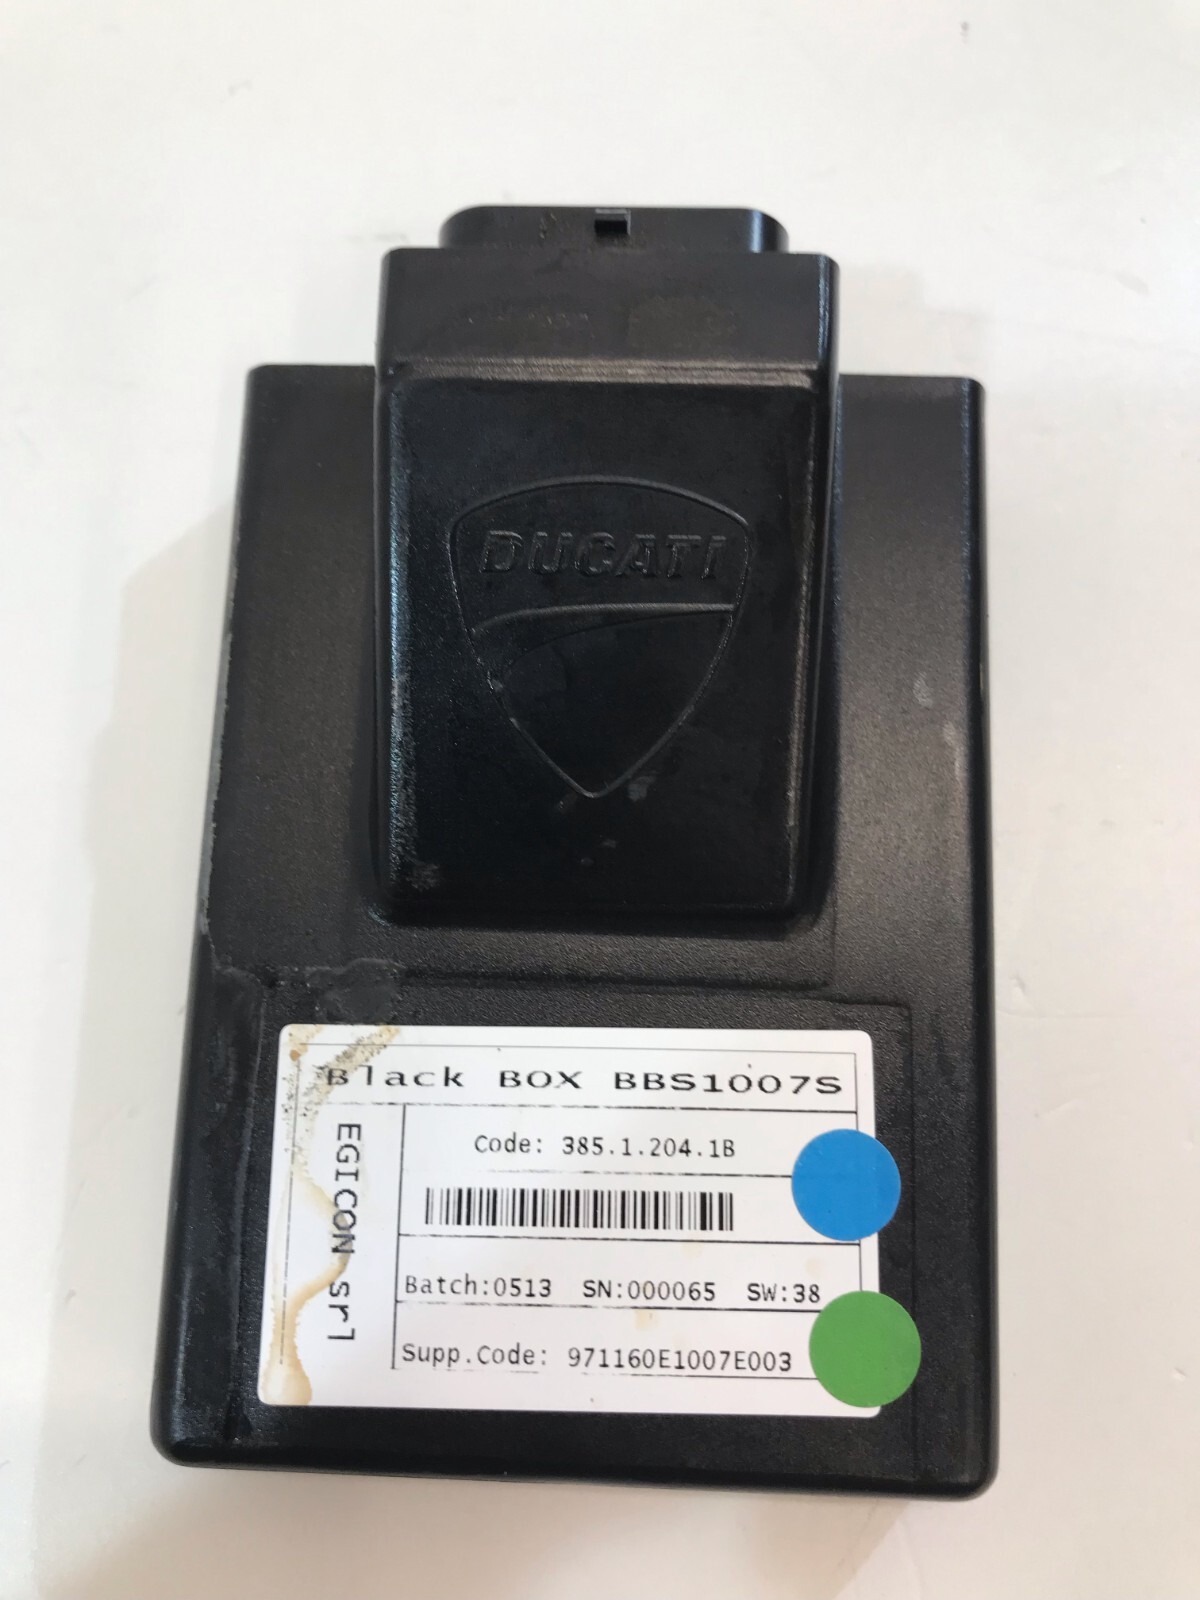 DUCATI
Black BOX BBS1007S
EGICON srl
Code: 385.1.204.1B
Batch:0513 SN:000065 SW:38
Supp.Code: 971160E1007E003